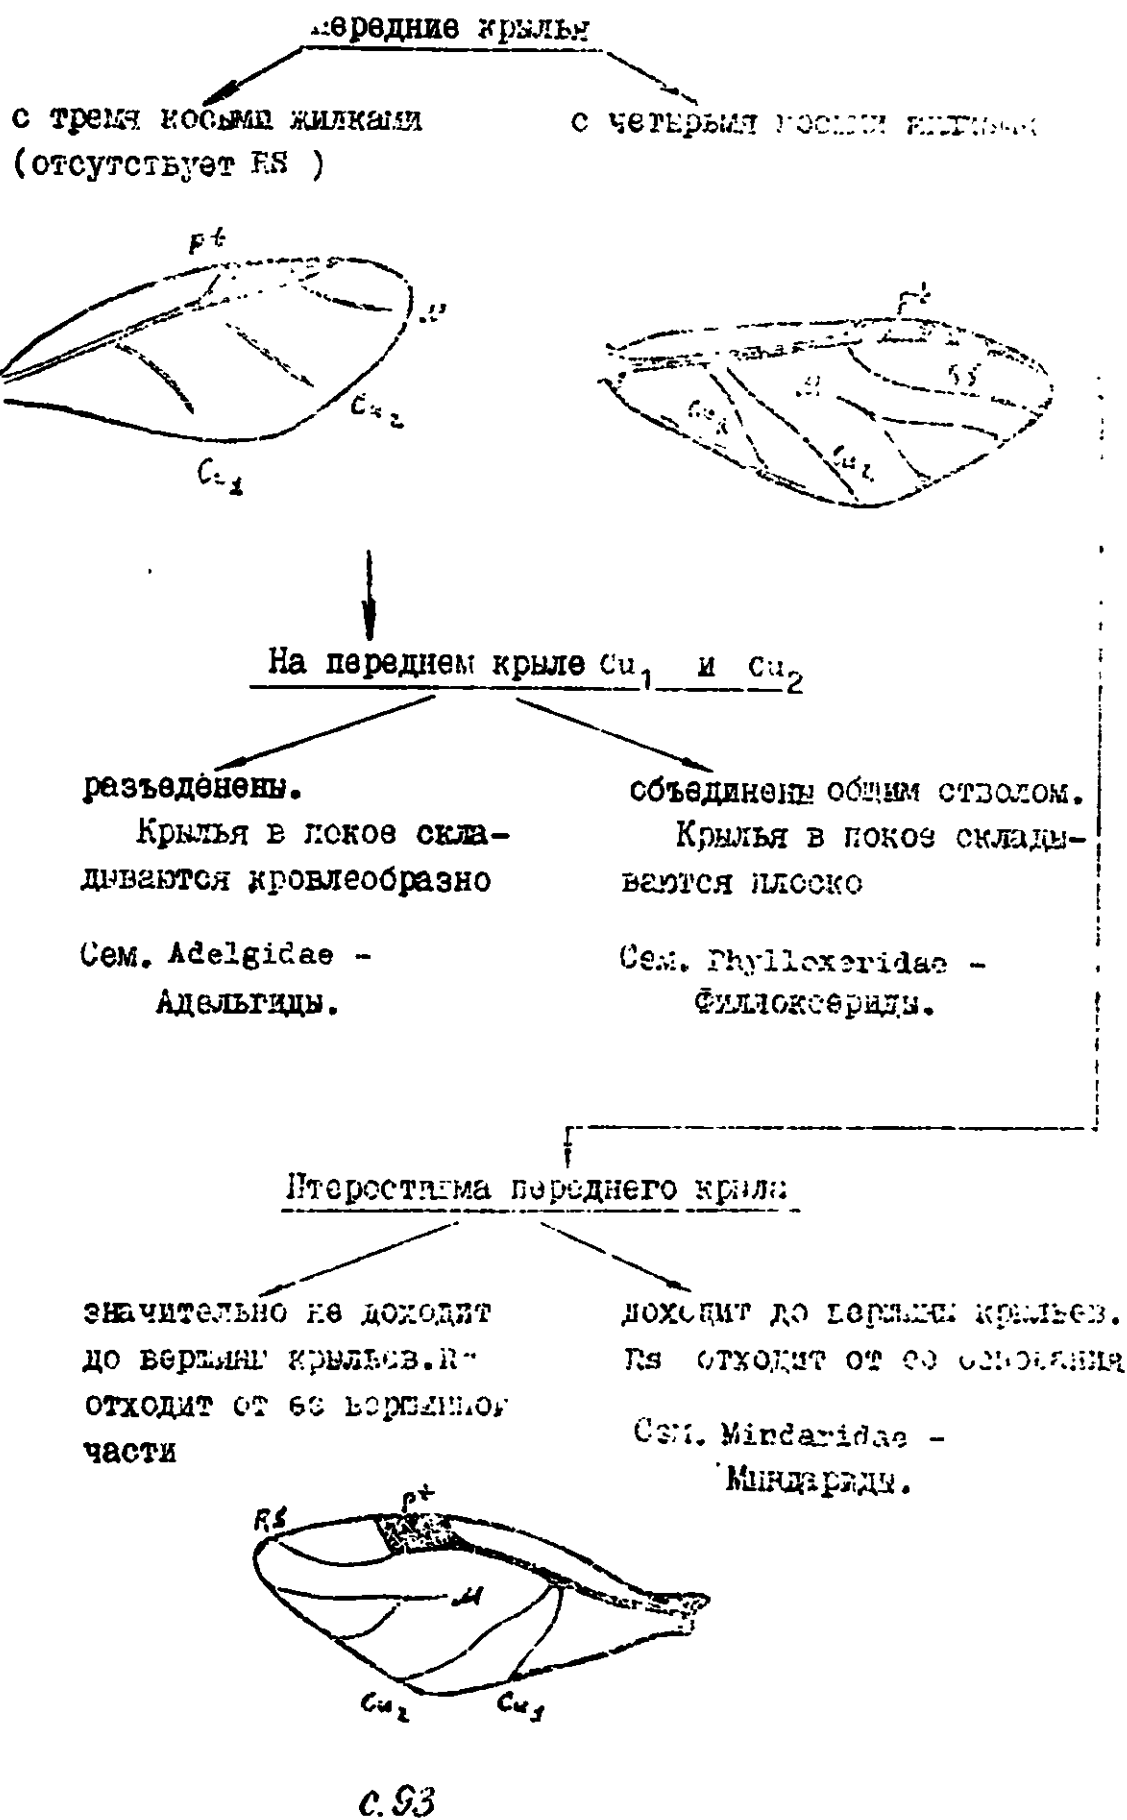 передние крылья
с тремя косыми жилками
(отсутствует RS )
с четырьмя косыми жилками
pt
M
Cu2
Cu1
pt
RS
M
Cu1
Cu2
На переднем крыле Cu1 и Cu2
разъедéнены.
Крылья в покое скла-
дываются кровлеобразно
Сем. Adelgidae -
Адельгиды.
объединены общим стволом.
Крылья в покое склады-
ваются плоско
Сем. Phylloxeridae -
Филлоксериды.
Птеростигма переднего крыла
значительно не доходит
до вершины крыльев. Rs
отходит от ее вершинной
части
доходит до вершины крыльев.
Rs отходит от ее основания
Сем. Mindaridae -
Миндариды.
Rs
pt
M
Cu2
Cu1
с.93